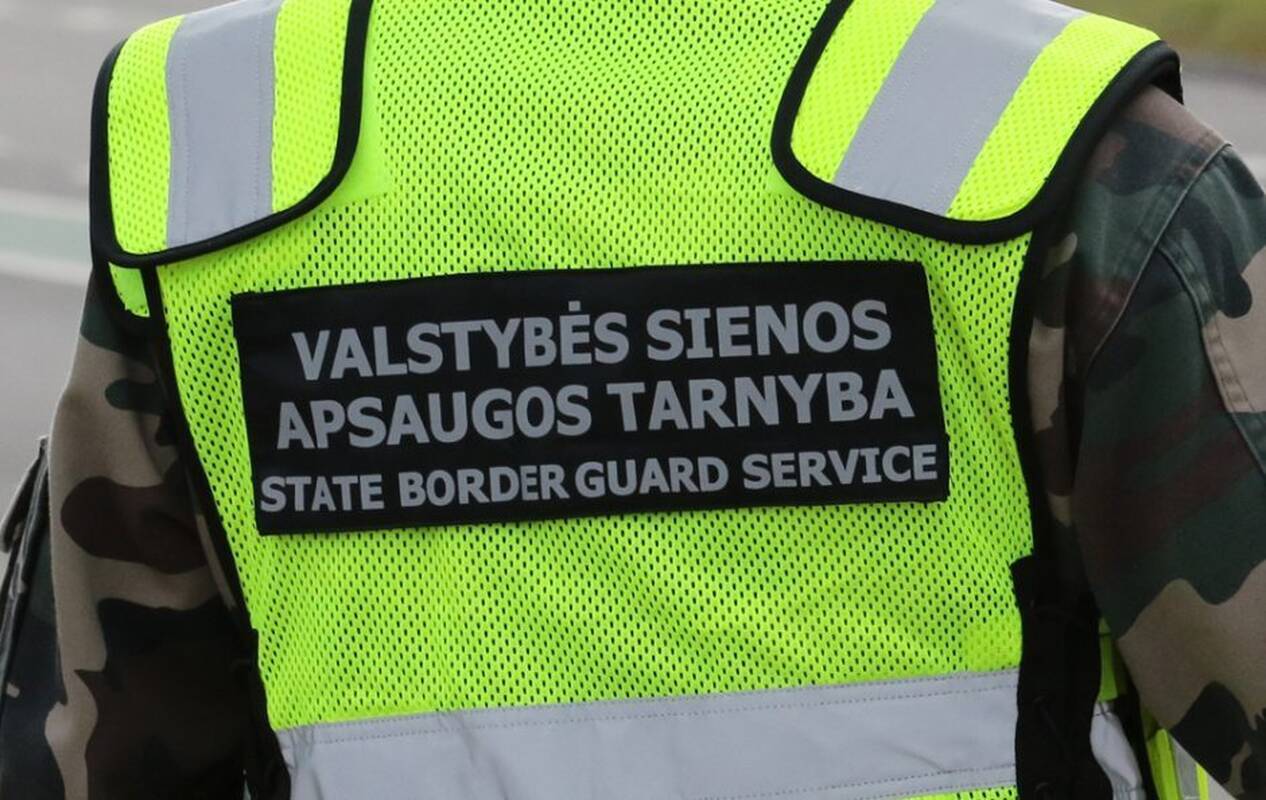 VALSTYBĖS SIENOS
APSAUGOS TARNYBA
STATE BORDER GUARD SERVICE